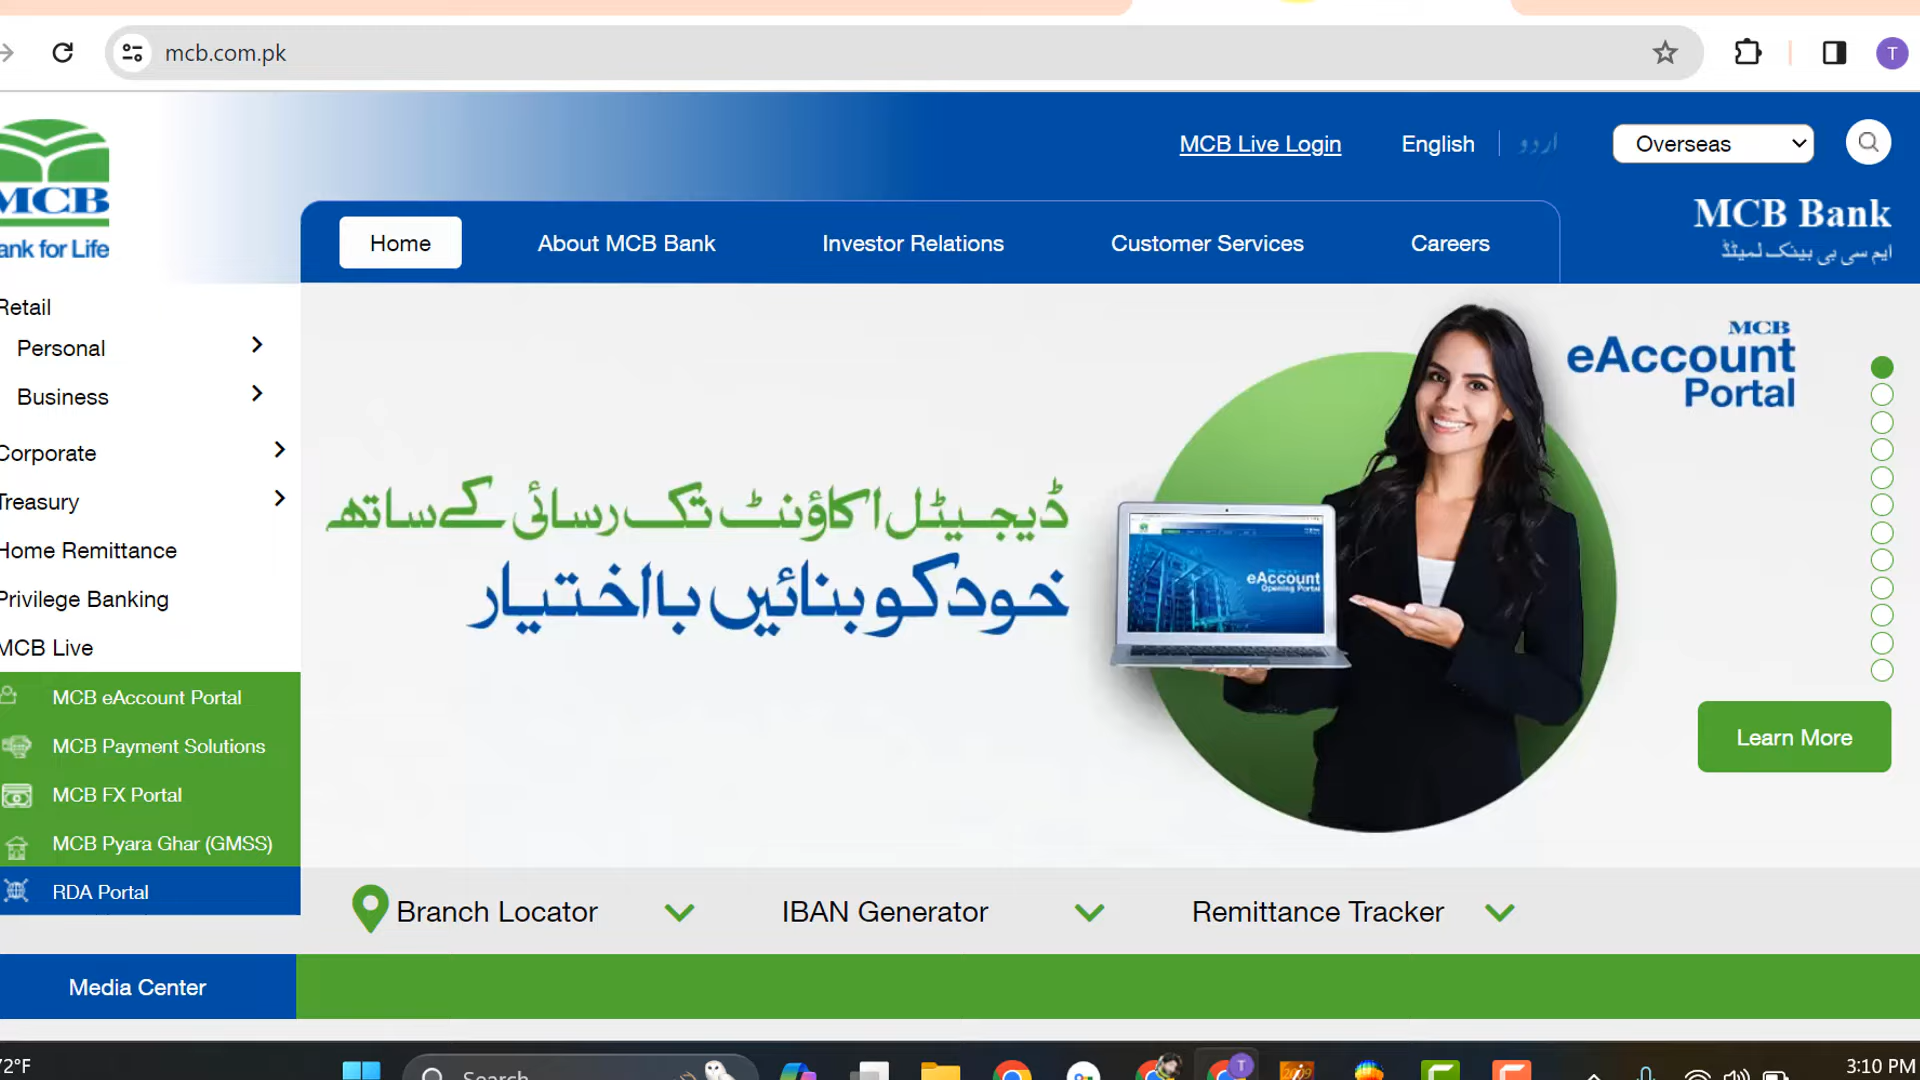 mcb.com.pk
T
MCB Live Login
English
اردو
Overseas
MCB
ank for Life
Home
About MCB Bank
Investor Relations
Customer Services
Careers
MCB Bank
ایم سی بی بینک لمیٹڈ
Retail
Personal
Business
Corporate
Treasury
Home Remittance
Privilege Banking
MCB Live
MCB eAccount Portal
MCB Payment Solutions
MCB FX Portal
MCB Pyara Ghar (GMSS)
RDA Portal
MCB
eAccount
Portal
ڈیجیٹل اکاؤنٹ تک رسائی کے ساتھ
خود کو بنائیں بااختیار
eAccount
Opening Portal
Learn More
Branch Locator
IBAN Generator
Remittance Tracker
Media Center
72°F
Search
T
3:10 PM